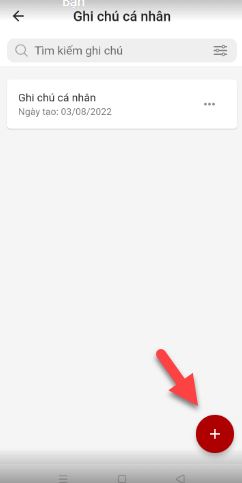 bạn
Ghi chú cá nhân
Tìm kiếm ghi chú
Ghi chú cá nhân
Ngày tạo: 03/08/2022